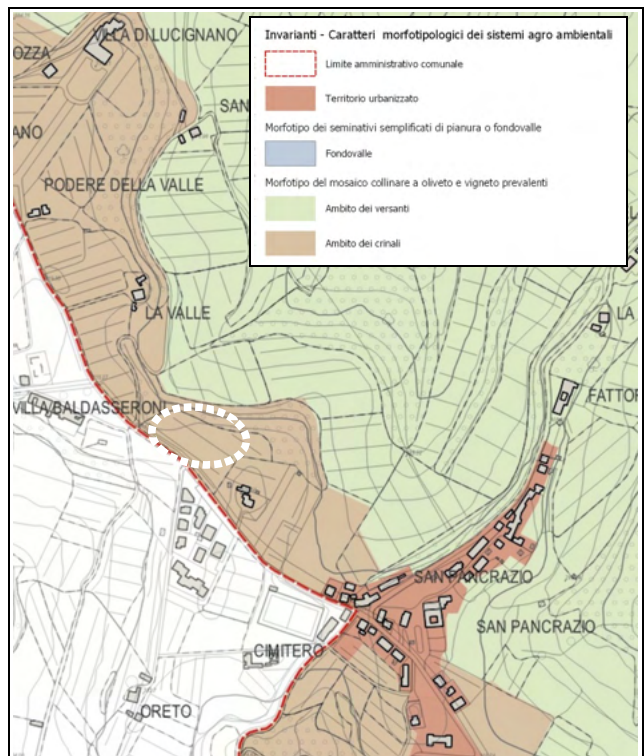 Invarianti - Caratteri morfotipologici dei sistemi agro ambientali
Limite amministrativo comunale
Territorio urbanizzato
Morfotipo dei seminativi semplificati di pianura o fondovalle
Fondovalle
Morfotipo del mosaico collinare a oliveto e vigneto prevalenti
Ambito dei versanti
Ambito dei crinali
VILLA DI LUCIGNANO
OZZA
SAN
ANO
PODERE DELLA VALLE
LA VALLE
LA
FATTOR
VILLA BALDASSERONI
SAN PANCRAZIO
SAN PANCRAZIO
CIMITERO
ORETO